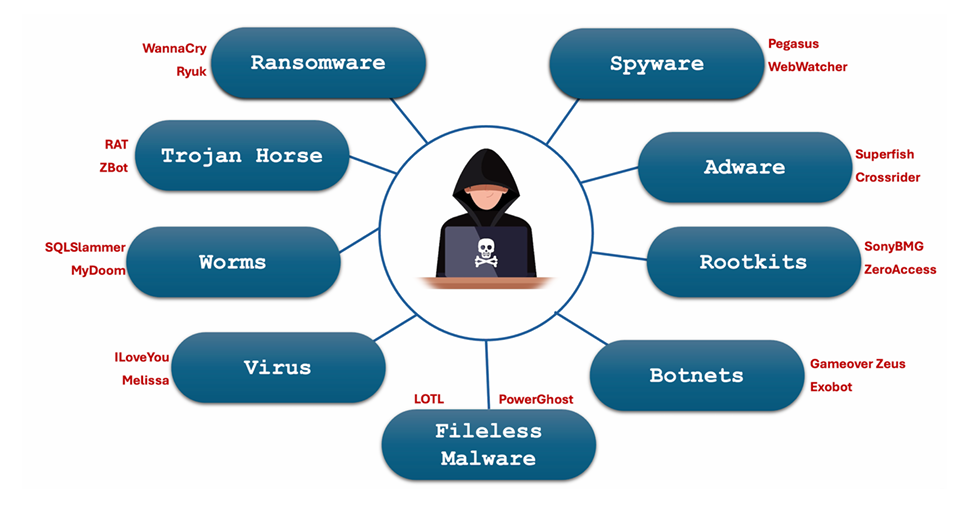 WannaCry
Ryuk
Ransomware
Spyware
Pegasus
WebWatcher
RAT
ZBot
Trojan Horse
Adware
Superfish
Crossrider
SQLSlammer
MyDoom
Worms
Rootkits
SonyBMG
ZeroAccess
ILoveYou
Melissa
Virus
Botnets
Gameover Zeus
Exobot
LOTL
PowerGhost
Fileless
Malware